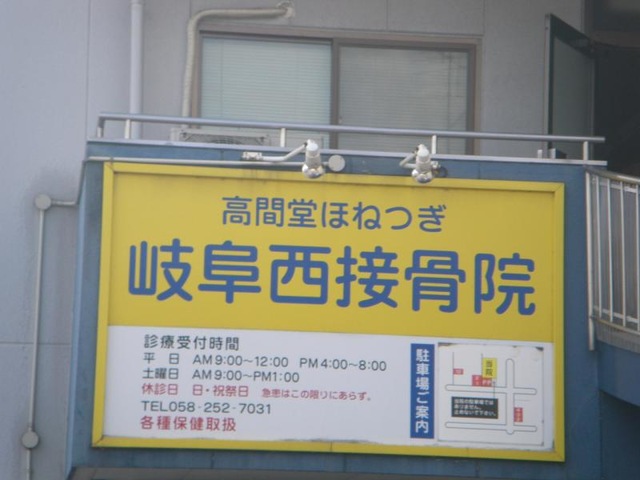 高間堂ほねつぎ
岐阜西接骨院
診療受付時間
平　日　AM9:00〜12:00　PM4:00〜8:00
土曜日　AM9:00〜PM1:00
休診日　日・祝祭日　急患はこの限りにあらず。
TEL058-252-7031
各種保健取扱
駐車場ご案内
当院